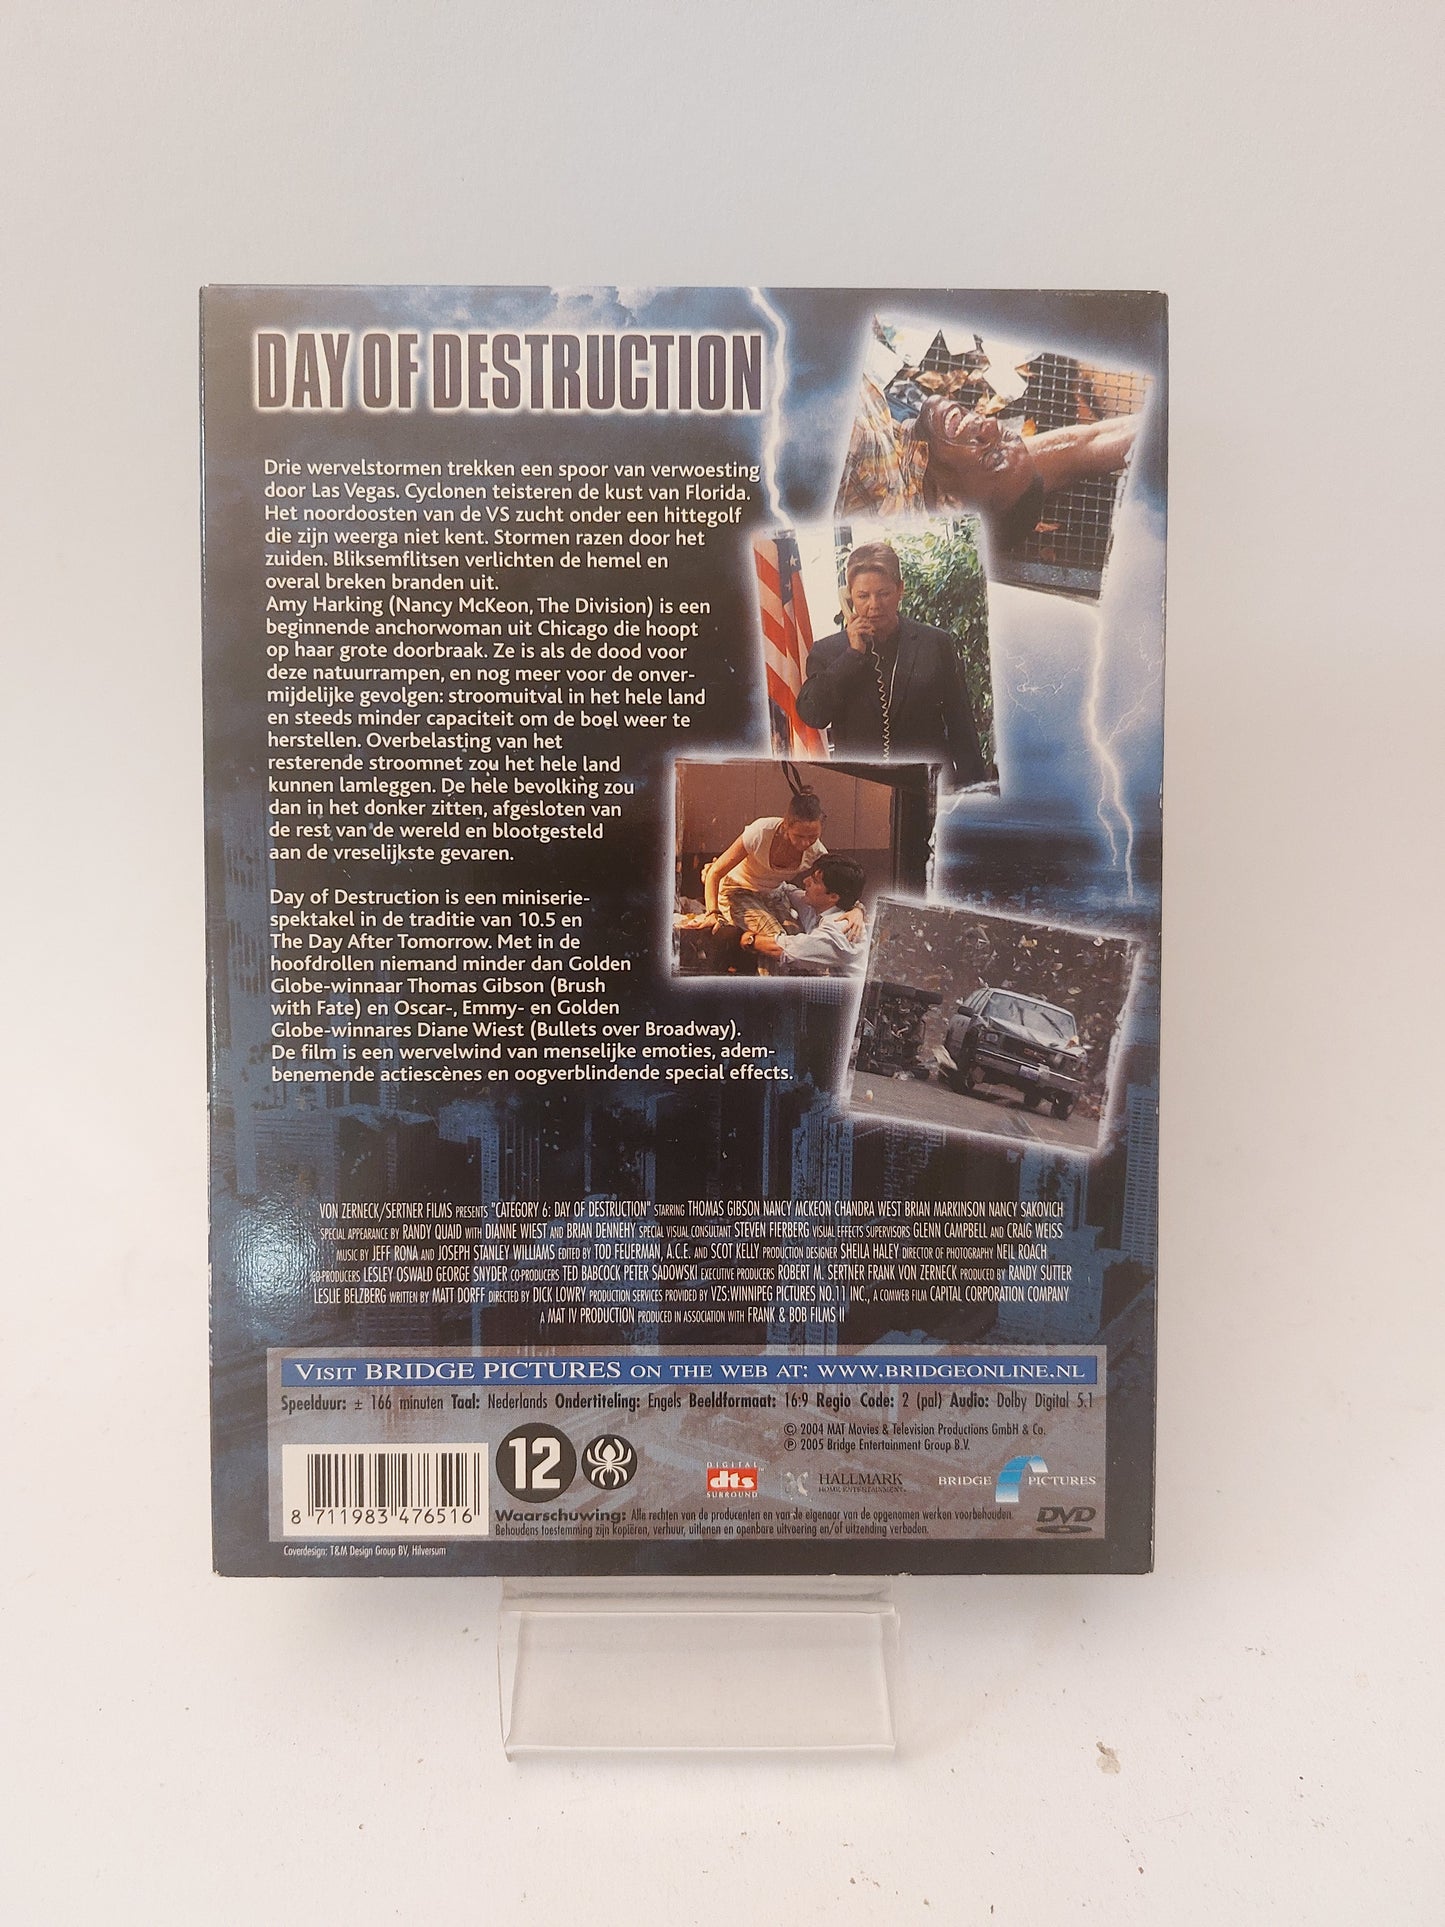 DAY OF DESTRUCTION
Drie wervelstormen trekken een spoor van verwoesting
door Las Vegas. Cyclonen teisteren de kust van Florida.
Het noordoosten van de VS zucht onder een hittegolf
die zijn weerga niet kent. Stormen razen door het
zuiden. Bliksemflitsen verlichten de hemel en
overal breken branden uit.
Amy Harking (Nancy McKeon, The Division) is een
beginnende anchorwoman uit Chicago die hoopt
op haar grote doorbraak. Ze is als de dood voor
deze natuurrampen, en nog meer voor de onver-
mijdelijke gevolgen: stroomuitval in het hele land
en steeds minder capaciteit om de boel weer te
herstellen. Overbelasting van het
resterende stroomnet zou het hele land
kunnen lamleggen. De hele bevolking zou
dan in het donker zitten, afgesloten van
de rest van de wereld en blootgesteld
aan de vreselijkste gevaren.
Day of Destruction is een miniserie-
spektakel in de traditie van 10.5 en
The Day After Tomorrow. Met in de
hoofdrollen niemand minder dan Golden
Globe-winnaar Thomas Gibson (Brush
with Fate) en Oscar-, Emmy- en Golden
Globe-winnares Diane Wiest (Bullets over Broadway).
De film is een wervelwind van menselijke emoties, adem-
benemende actiescènes en oogverblindende special effects.
VON ZERNECK/SERTNER FILMS PRESENTS "CATEGORY 6: DAY OF DESTRUCTION" STARRING THOMAS GIBSON NANCY MCKEON CHANDRA WEST BRIAN MARKINSON NANCY SAKOVICH
SPECIAL APPEARANCE BY RANDY QUAID WITH DIANNE WIEST AND BRIAN DENNEHY SPECIAL VISUAL CONSULTANT STEVEN FIERBERG VISUAL EFFECTS SUPERVISORS GLENN CAMPBELL AND CRAIG WEISS
MUSIC BY JEFF RONA AND JOSEPH STANLEY WILLIAMS EDITED BY TOD FEUERMAN, A.C.E. AND SCOT KELLY PRODUCTION DESIGNER SHEILA HALEY DIRECTOR OF PHOTOGRAPHY NEIL ROACH
CO-PRODUCERS LESLEY OSWALD GEORGE SNYDER CO-PRODUCERS TED BABCOCK PETER SADOWSKI EXECUTIVE PRODUCERS ROBERT M. SERTNER FRANK VON ZERNECK PRODUCED BY RANDY SUTTER
LESLIE BELZBERG WRITTEN BY MATT DORFF DIRECTED BY DICK LOWRY PRODUCTION SERVICES PROVIDED BY VZS:WINNIPEG PICTURES NO.11 INC., A COMWEB FILM CAPITAL CORPORATION COMPANY
A MAT IV PRODUCTION PRODUCED IN ASSOCIATION WITH FRANK & BOB FILMS II
VISIT BRIDGE PICTURES ON THE WEB AT: WWW.BRIDGEONLINE.NL
Speelduur: ± 166 minuten Taal: Nederlands Ondertiteling: Engels Beeldformaat: 16:9 Regio Code: 2 (pal) Audio: Dolby Digital 5.1
© 2004 MAT Movies & Television Productions GmbH & Co.
℗ 2005 Bridge Entertainment Group B.V.
12
DIGITAL
dts
SURROUND
HALLMARK
HOME ENTERTAINMENT
BRIDGE PICTURES
8 711983 476516
Waarschuwing: Alle rechten van de producenten en van de eigenaar van de opgenomen werken voorbehouden.
Behoudens toestemming zijn kopiëren, verhuur, uitlenen en openbare uitvoering en/of uitzending verboden.
DVD
Coverdesign: T&M Design Group BV, Hilversum